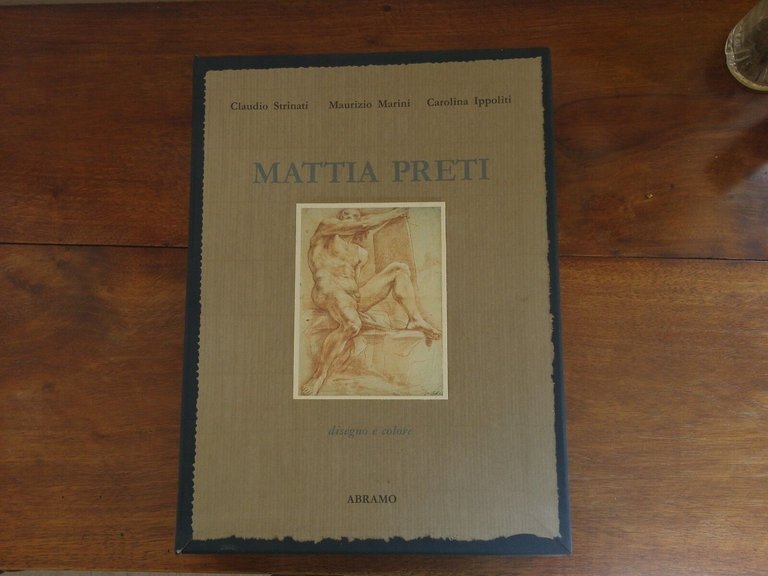 Claudio Strinati Maurizio Marini Carolina Ippoliti
MATTIA PRETI
disegno e colore
ABRAMO